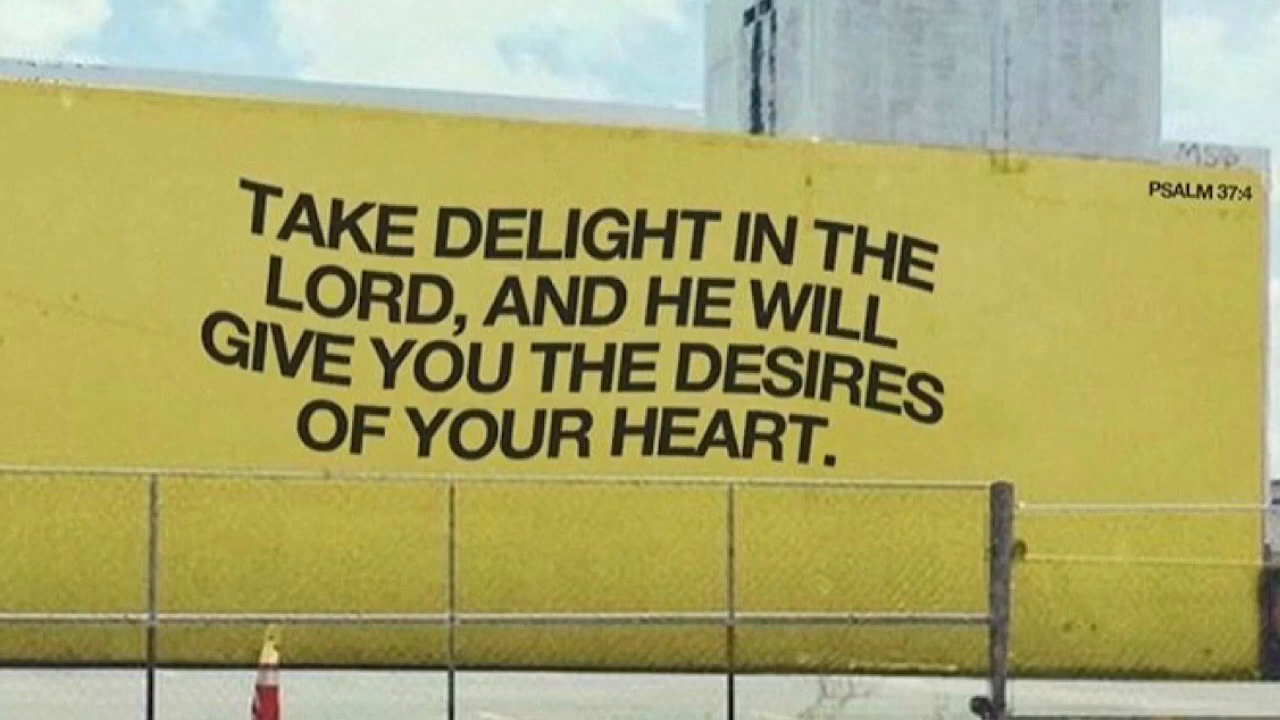 PSALM 37:4
TAKE DELIGHT IN THE
LORD, AND HE WILL
GIVE YOU THE DESIRES
OF YOUR HEART.